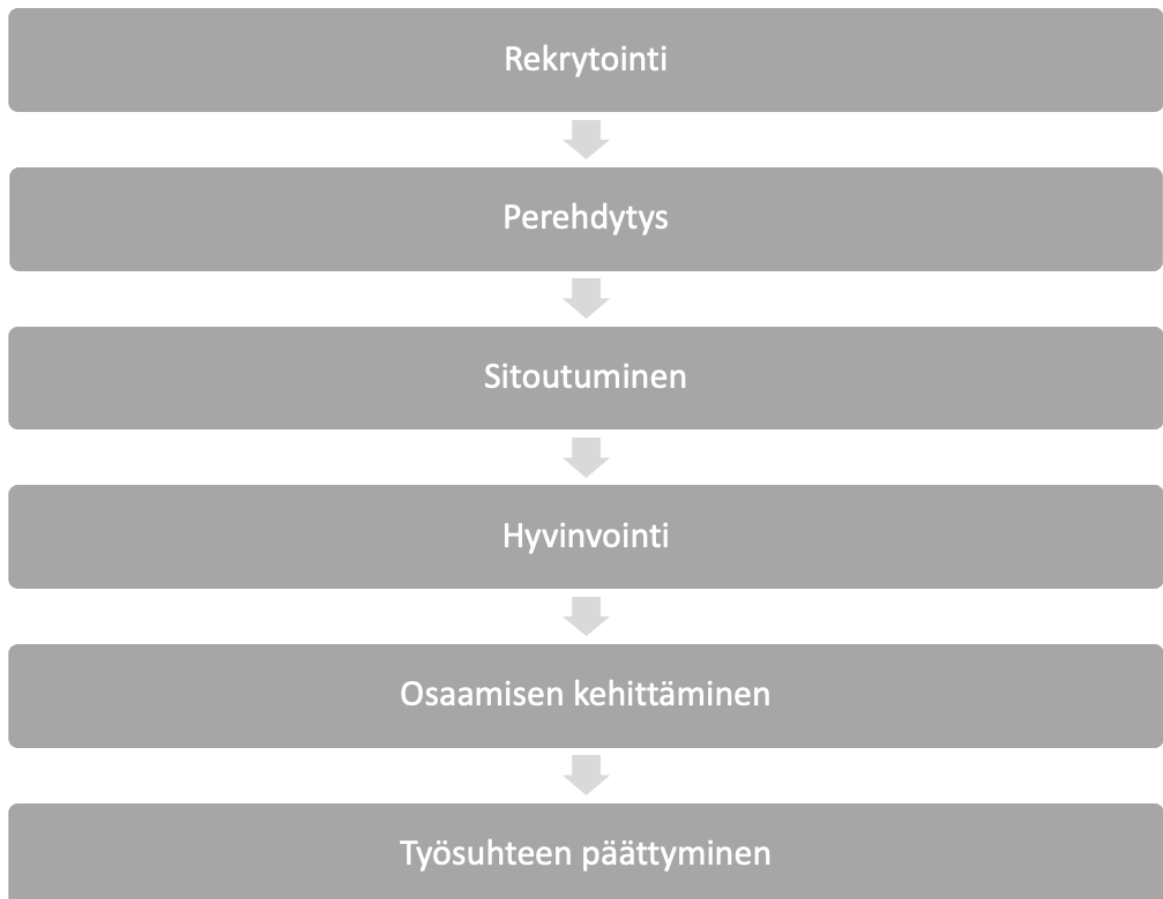 Rekrytointi
Perehdytys
Sitoutuminen
Hyvinvointi
Osaamisen kehittäminen
Työsuhteen päättyminen